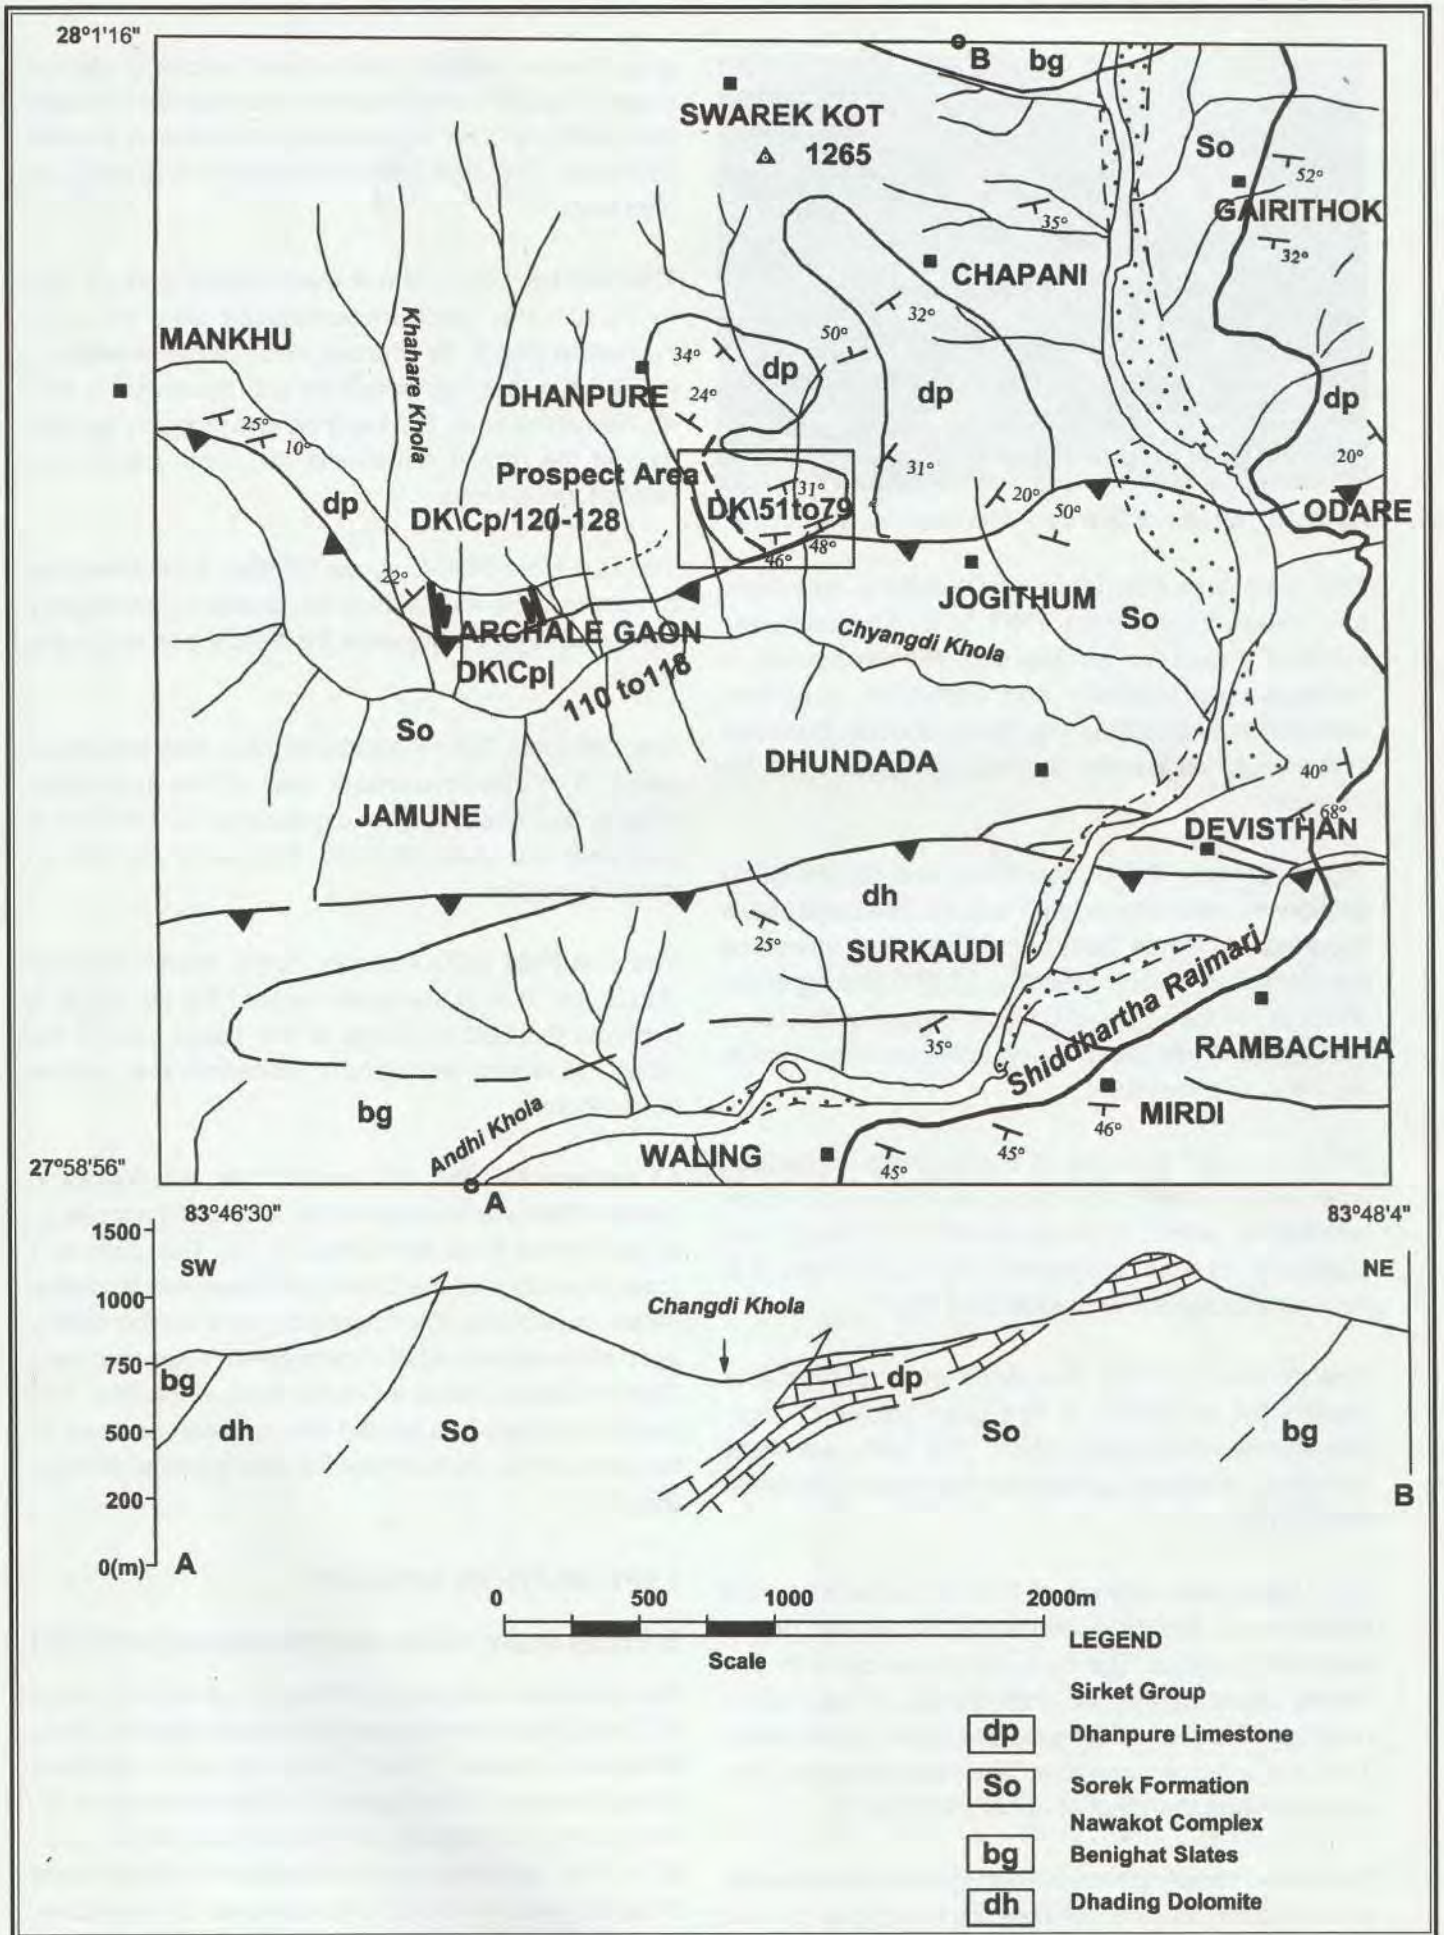 28°1'16"
B
bg
SWAREK KOT
1265
So
52°
GAIRITHOK
35°
32°
CHAPANI
Khahare Khola
MANKHU
32°
50°
34°
dp
DHANPURE
24°
dp
dp
25°
10°
20°
31°
Prospect Area
31°
20°
dp
DK\Cp/120-128
DK\51to79
50°
ODARE
48°
46°
22°
JOGITHUM
So
ARCHALE GAON
Chyangdi Khola
DK\Cp|
110 to118
So
DHUNDADA
40°
JAMUNE
68°
DEVISTHAN
dh
25°
SURKAUDI
Shiddhartha Rajmarj
35°
RAMBACHHA
bg
Andhi Khola
MIRDI
46°
WALING
45°
45°
27°58'56"
A
83°46'30"
83°48'4"
1500
SW
NE
1000
Changdi Khola
750
bg
dp
500
dh
So
So
bg
200
B
0(m)
A
0 500 1000 2000m
Scale
LEGEND
Sirket Group
dp Dhanpure Limestone
So Sorek Formation
Nawakot Complex
bg Benighat Slates
dh Dhading Dolomite